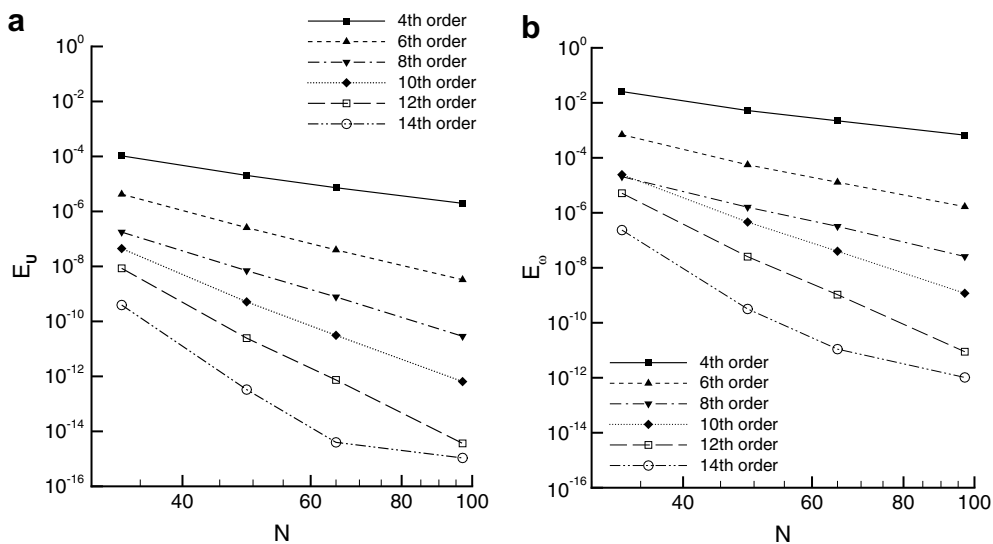 a
4th order
6th order
8th order
10th order
12th order
14th order
10^0
10^-2
10^-4
10^-6
10^-8
10^-10
10^-12
10^-14
10^-16
E_U
40
60
80
100
N
b
10^0
10^-2
10^-4
10^-6
10^-8
10^-10
10^-12
10^-14
10^-16
E_ω
4th order
6th order
8th order
10th order
12th order
14th order
40
60
80
100
N